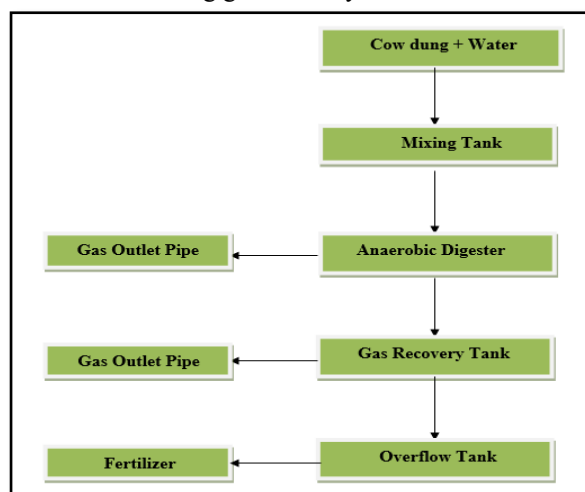 Cow dung + Water
Mixing Tank
Gas Outlet Pipe
Anaerobic Digester
Gas Outlet Pipe
Gas Recovery Tank
Fertilizer
Overflow Tank